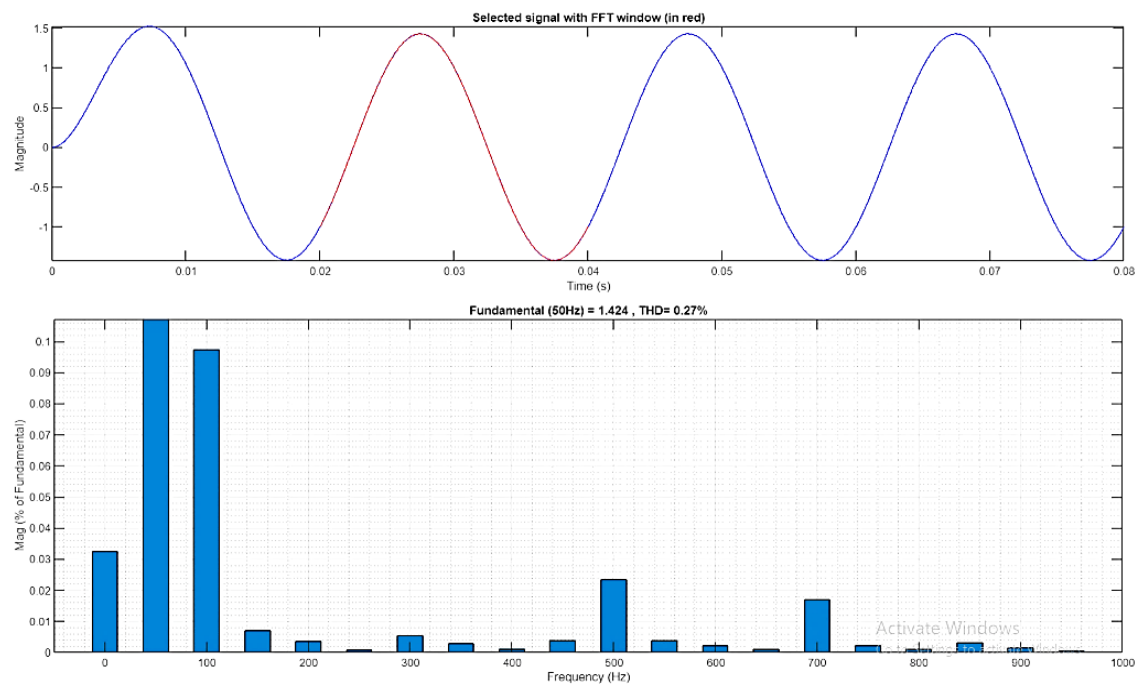 Selected signal with FFT window (in red)
1.5
1
0.5
0
-0.5
-1
Magnitude
0 0.01 0.02 0.03 0.04 0.05 0.06 0.07 0.08
Time (s)
Fundamental (50Hz) = 1.424 , THD= 0.27%
0.1
0.09
0.08
0.07
0.06
0.05
0.04
0.03
0.02
0.01
0
Mag (% of Fundamental)
Activate Windows
0 100 200 300 400 500 600 700 800 900 1000
Frequency (Hz)